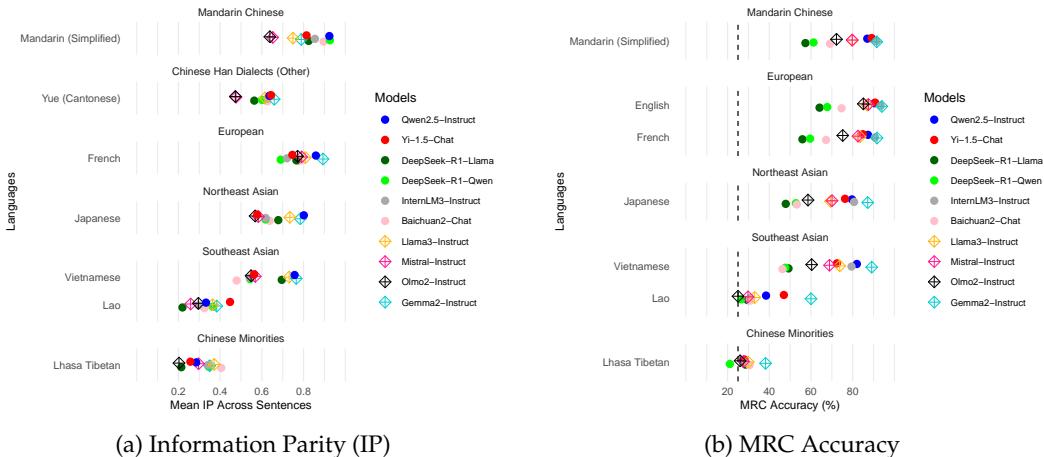 Mandarin Chinese
Mandarin (Simplified)
Chinese Han Dialects (Other)
Yue (Cantonese)
European
French
Northeast Asian
Japanese
Southeast Asian
Vietnamese
Lao
Chinese Minorities
Lhasa Tibetan
0.2 0.4 0.6 0.8
Mean IP Across Sentences
Languages
Models
Qwen2.5−Instruct
Yi−1.5−Chat
DeepSeek−R1−Llama
DeepSeek−R1−Qwen
InternLM3−Instruct
Baichuan2−Chat
Llama3−Instruct
Mistral−Instruct
Olmo2−Instruct
Gemma2−Instruct
(a) Information Parity (IP)
Mandarin Chinese
Mandarin (Simplified)
European
English
French
Northeast Asian
Japanese
Southeast Asian
Vietnamese
Lao
Chinese Minorities
Lhasa Tibetan
20 40 60 80
MRC Accuracy (%)
Languages
Models
Qwen2.5−Instruct
Yi−1.5−Chat
DeepSeek−R1−Llama
DeepSeek−R1−Qwen
InternLM3−Instruct
Baichuan2−Chat
Llama3−Instruct
Mistral−Instruct
Olmo2−Instruct
Gemma2−Instruct
(b) MRC Accuracy